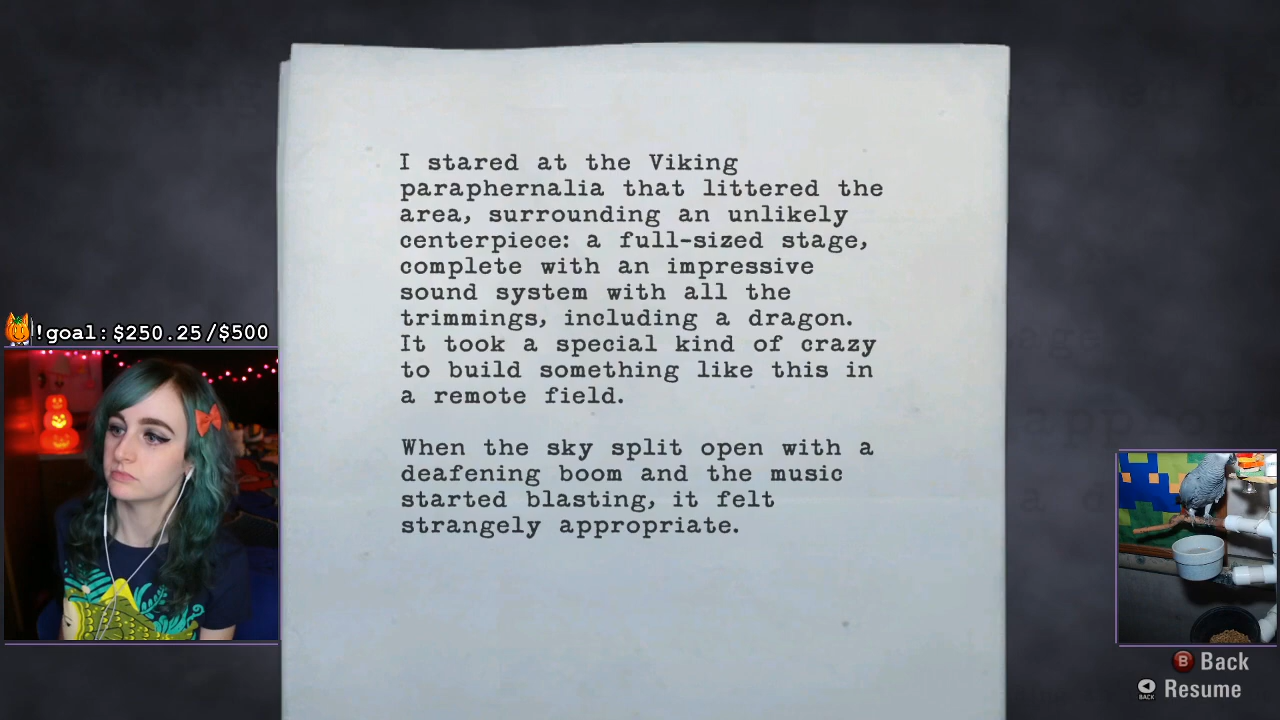 I stared at the Viking
paraphernalia that littered the
area, surrounding an unlikely
centerpiece: a full-sized stage,
complete with an impressive
sound system with all the
trimmings, including a dragon.
It took a special kind of crazy
to build something like this in
a remote field.
When the sky split open with a
deafening boom and the music
started blasting, it felt
strangely appropriate.
!goal: $250.25/$500
B Back
BACK Resume